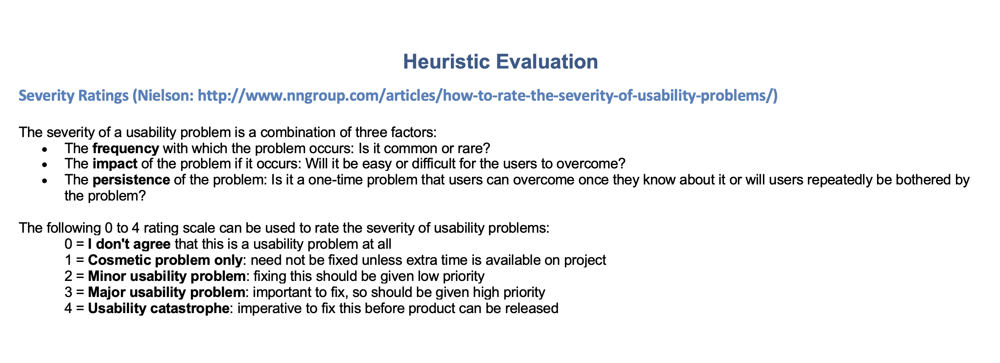 Heuristic Evaluation
Severity Ratings (Nielson: http://www.nngroup.com/articles/how-to-rate-the-severity-of-usability-problems/)
The severity of a usability problem is a combination of three factors:
• The frequency with which the problem occurs: Is it common or rare?
• The impact of the problem if it occurs: Will it be easy or difficult for the users to overcome?
• The persistence of the problem: Is it a one-time problem that users can overcome once they know about it or will users repeatedly be bothered by
the problem?
The following 0 to 4 rating scale can be used to rate the severity of usability problems:
0 = I don't agree that this is a usability problem at all
1 = Cosmetic problem only: need not be fixed unless extra time is available on project
2 = Minor usability problem: fixing this should be given low priority
3 = Major usability problem: important to fix, so should be given high priority
4 = Usability catastrophe: imperative to fix this before product can be released